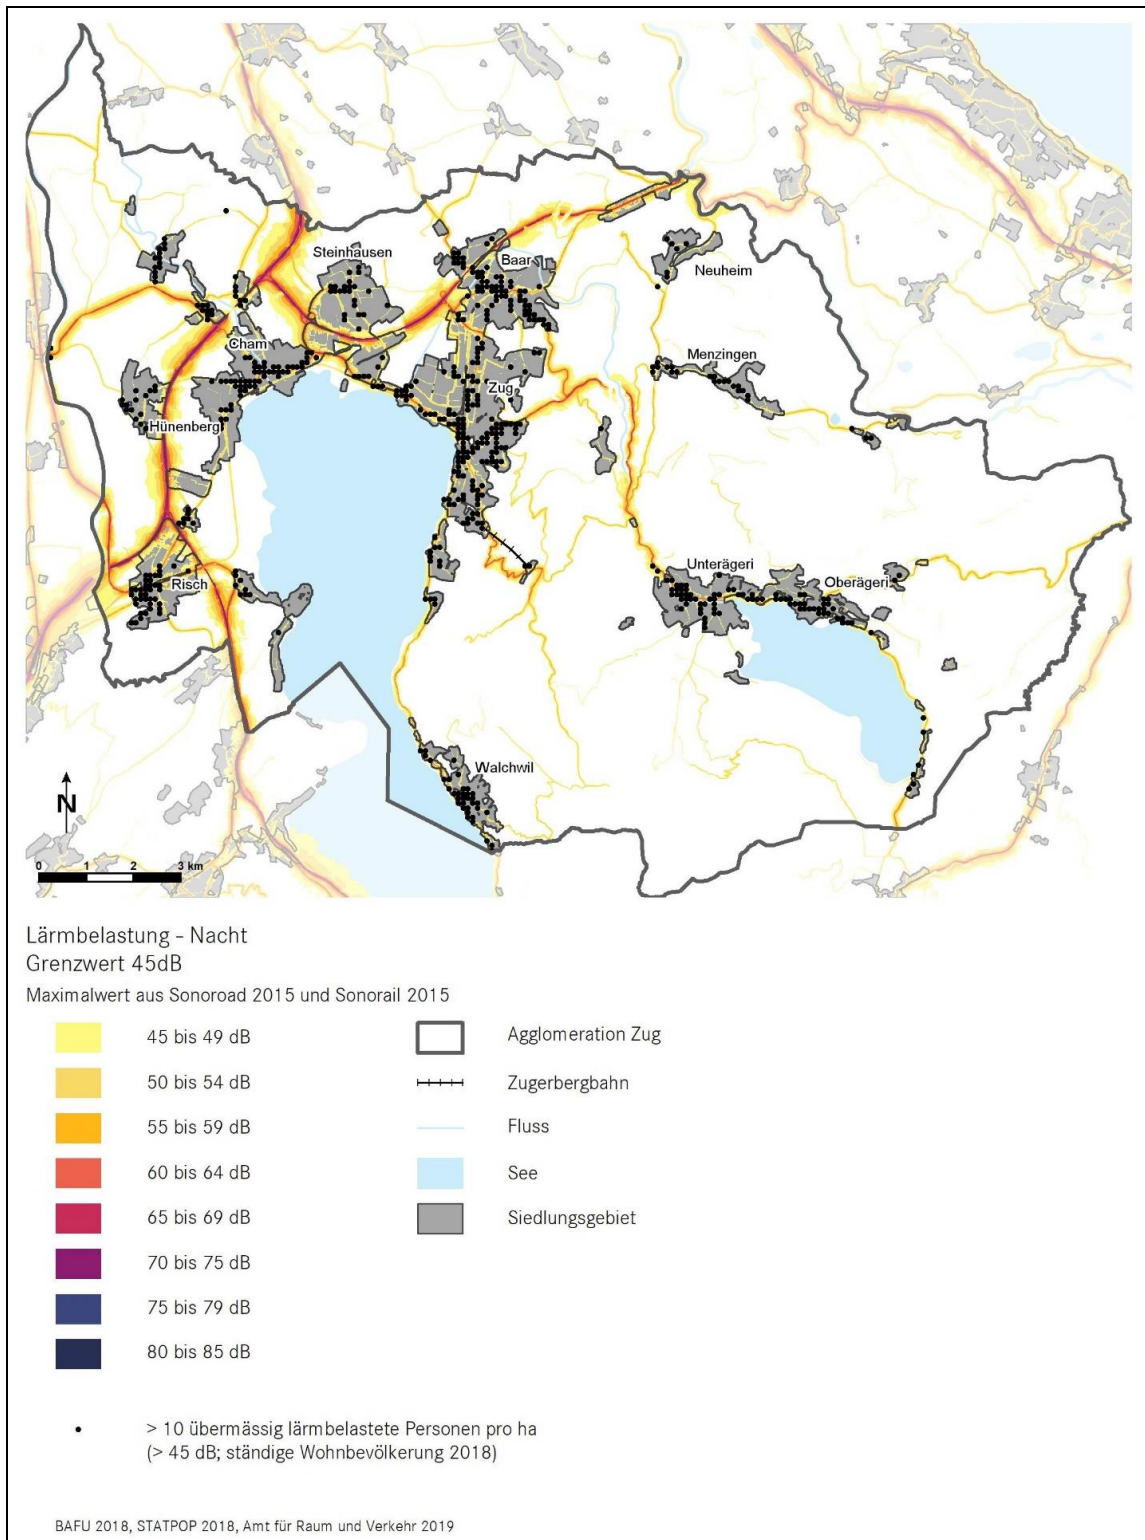 Steinhausen
Baar
Neuheim
Cham
Menzingen
Zug
Hünenberg
Risch
Unterägeri
Oberägeri
Walchwil
N
0 1 2 3 km
Lärmbelastung - Nacht
Grenzwert 45dB
Maximalwert aus Sonoroad 2015 und Sonorail 2015
45 bis 49 dB
50 bis 54 dB
55 bis 59 dB
60 bis 64 dB
65 bis 69 dB
70 bis 75 dB
75 bis 79 dB
80 bis 85 dB
Agglomeration Zug
Zugerbergbahn
Fluss
See
Siedlungsgebiet
> 10 übermässig lärmbelastete Personen pro ha
(> 45 dB; ständige Wohnbevölkerung 2018)
BAFU 2018, STATPOP 2018, Amt für Raum und Verkehr 2019